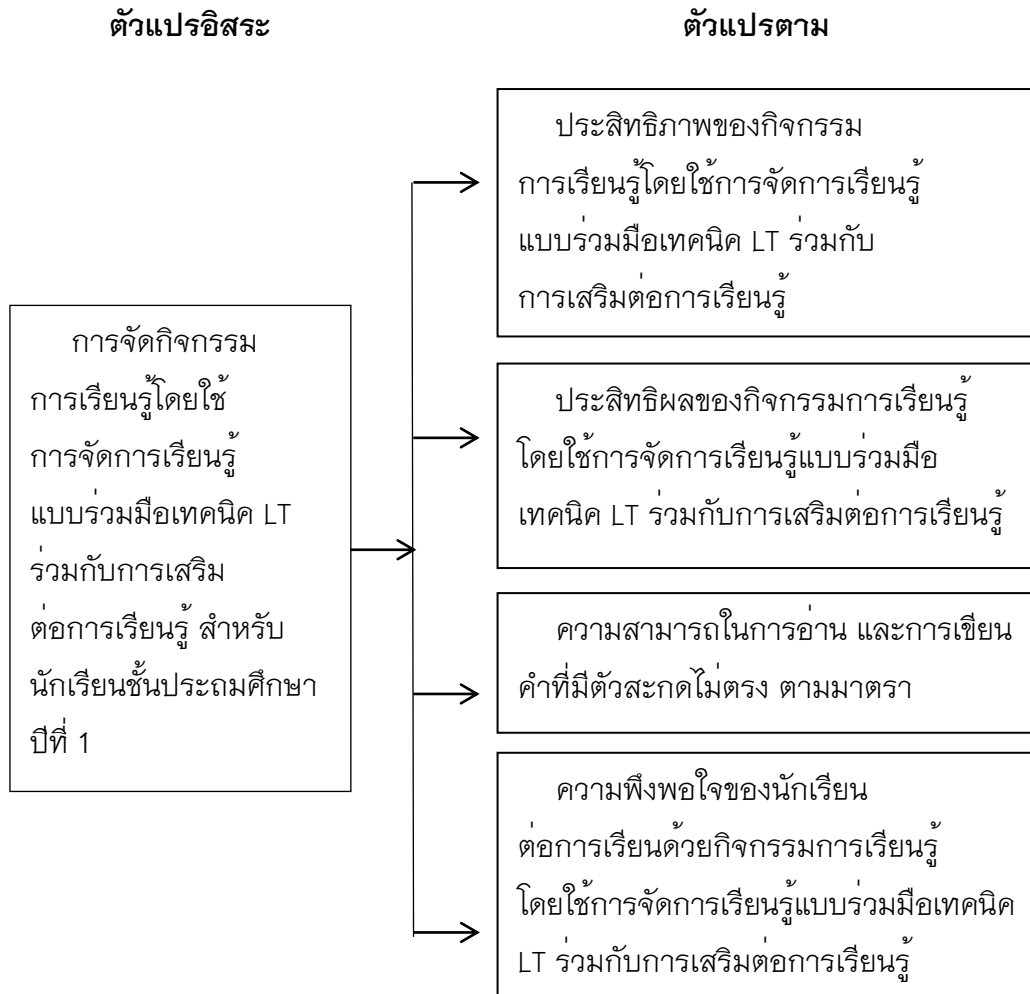 ตัวแปรอิสระ
ตัวแปรตาม
การจัดกิจกรรม
การเรียนรู้โดยใช้
การจัดการเรียนรู้
แบบร่วมมือเทคนิค LT
ร่วมกับการเสริม
ต่อการเรียนรู้ สำหรับ
นักเรียนชั้นประถมศึกษา
ปีที่ 1
ประสิทธิภาพของกิจกรรม
การเรียนรู้โดยใช้การจัดการเรียนรู้
แบบร่วมมือเทคนิค LT ร่วมกับ
การเสริมต่อการเรียนรู้
ประสิทธิผลของกิจกรรมการเรียนรู้
โดยใช้การจัดการเรียนรู้แบบร่วมมือ
เทคนิค LT ร่วมกับการเสริมต่อการเรียนรู้
ความสามารถในการอ่าน และการเขียน
คำที่มีตัวสะกดไม่ตรง ตามมาตรา
ความพึงพอใจของนักเรียน
ต่อการเรียนด้วยกิจกรรมการเรียนรู้
โดยใช้การจัดการเรียนรู้แบบร่วมมือเทคนิค
LT ร่วมกับการเสริมต่อการเรียนรู้